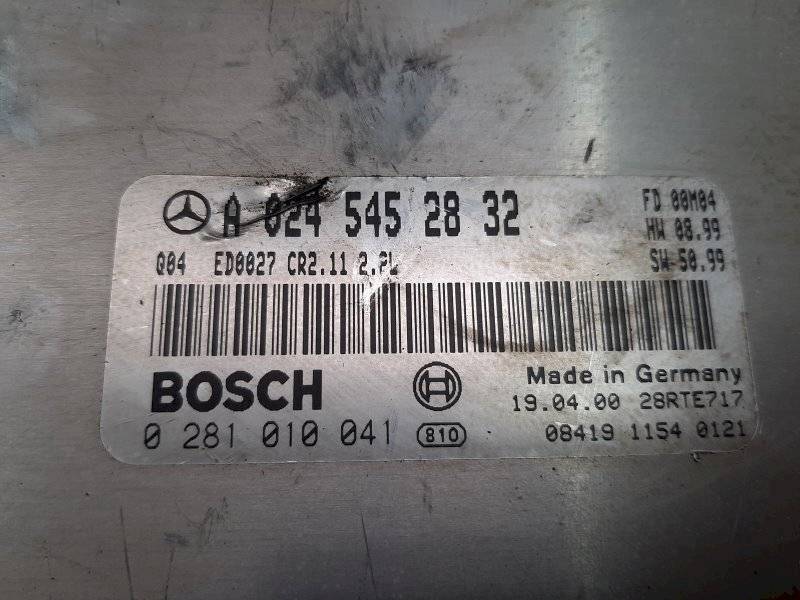 A 024 545 28 32 FD 00M04
HW 08.99
Q04 ED0027 CR2.11 2.PL SW 50.99
BOSCH Made in Germany
19.04.00 28RTE717
0 281 010 041 810 08419 1154 0121